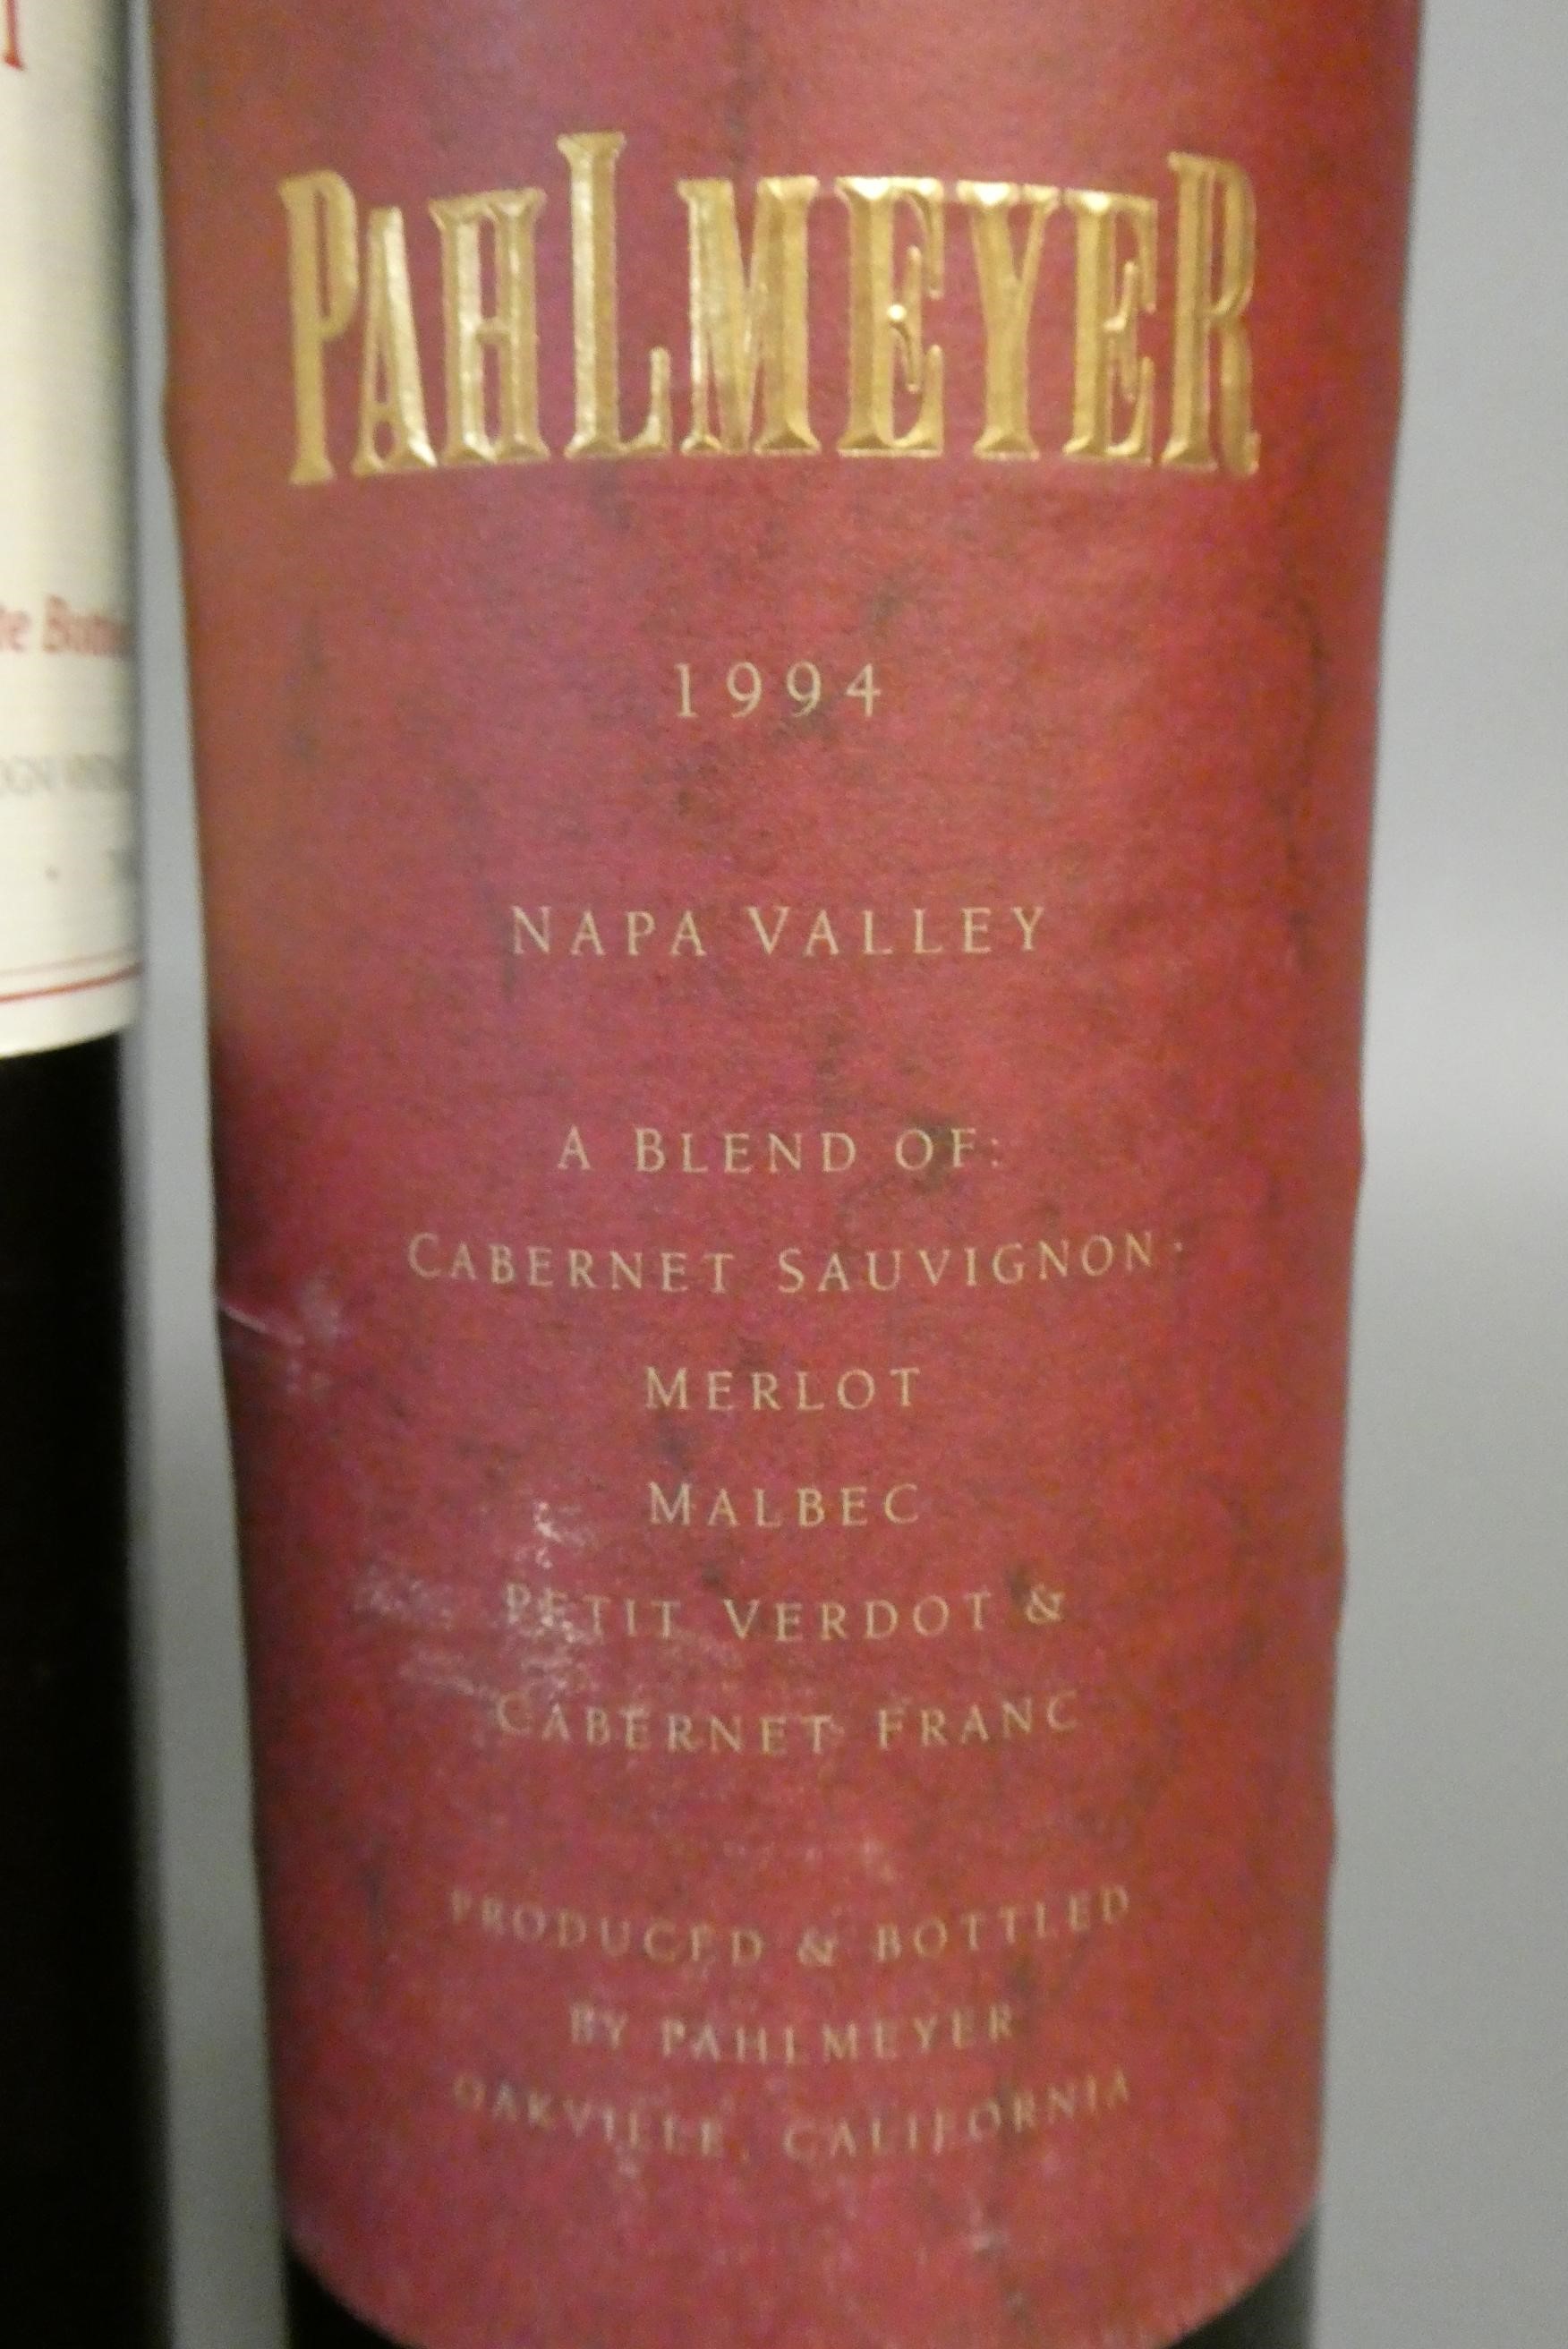 PAHLMEYER
1994
NAPA VALLEY
A BLEND OF:
CABERNET SAUVIGNON
MERLOT
MALBEC
PETIT VERDOT &
CABERNET FRANC
PRODUCED & BOTTLED
BY PAHLMEYER
OAKVILLE, CALIFORNIA